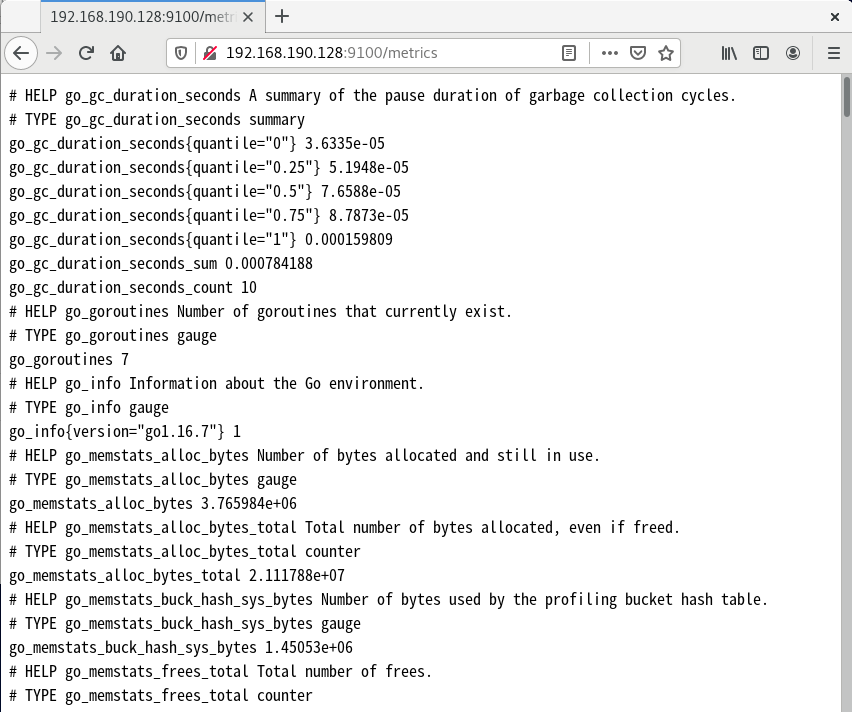 192.168.190.128:9100/metr
192.168.190.128:9100/metrics
# HELP go_gc_duration_seconds A summary of the pause duration of garbage collection cycles.
# TYPE go_gc_duration_seconds summary
go_gc_duration_seconds{quantile="0"} 3.6335e-05
go_gc_duration_seconds{quantile="0.25"} 5.1948e-05
go_gc_duration_seconds{quantile="0.5"} 7.6588e-05
go_gc_duration_seconds{quantile="0.75"} 8.7873e-05
go_gc_duration_seconds{quantile="1"} 0.000159809
go_gc_duration_seconds_sum 0.000784188
go_gc_duration_seconds_count 10
# HELP go_goroutines Number of goroutines that currently exist.
# TYPE go_goroutines gauge
go_goroutines 7
# HELP go_info Information about the Go environment.
# TYPE go_info gauge
go_info{version="go1.16.7"} 1
# HELP go_memstats_alloc_bytes Number of bytes allocated and still in use.
# TYPE go_memstats_alloc_bytes gauge
go_memstats_alloc_bytes 3.765984e+06
# HELP go_memstats_alloc_bytes_total Total number of bytes allocated, even if freed.
# TYPE go_memstats_alloc_bytes_total counter
go_memstats_alloc_bytes_total 2.111788e+07
# HELP go_memstats_buck_hash_sys_bytes Number of bytes used by the profiling bucket hash table.
# TYPE go_memstats_buck_hash_sys_bytes gauge
go_memstats_buck_hash_sys_bytes 1.45053e+06
# HELP go_memstats_frees_total Total number of frees.
# TYPE go_memstats_frees_total counter